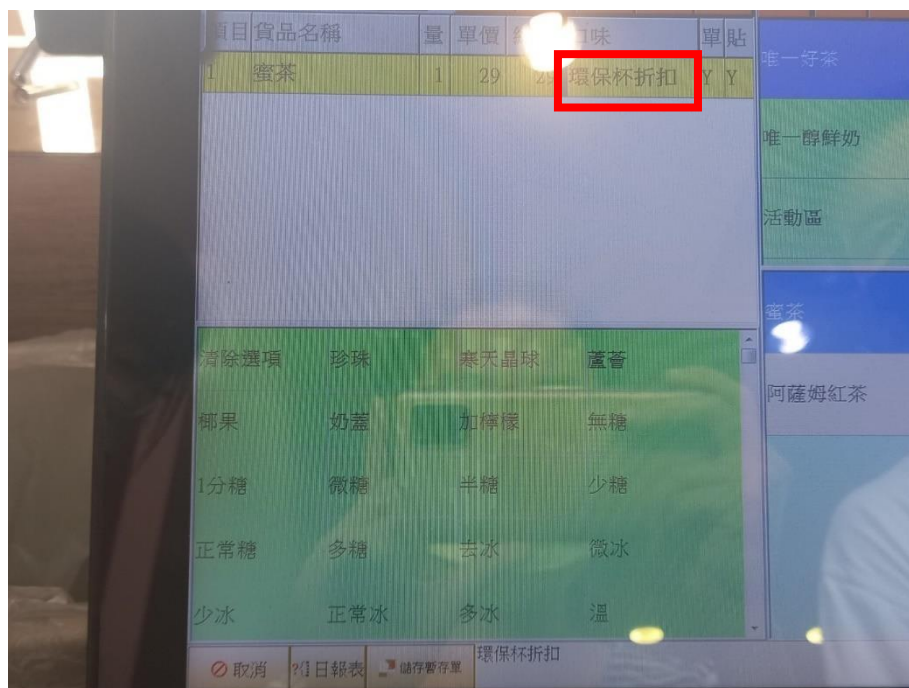 項目 貨品名稱 量 單價 口味 單 貼
1 蜜茶 1 29 環保杯折扣 Y Y
唯一好茶
唯一醇鮮奶
活動區
蜜茶
阿薩姆紅茶
清除選項 珍珠 寒天晶球 蘆薈
椰果 奶蓋 加檸檬 無糖
1分糖 微糖 半糖 少糖
正常糖 多糖 去冰 微冰
少冰 正常冰 多冰 溫
取消 日報表 儲存暫存單 環保杯折扣